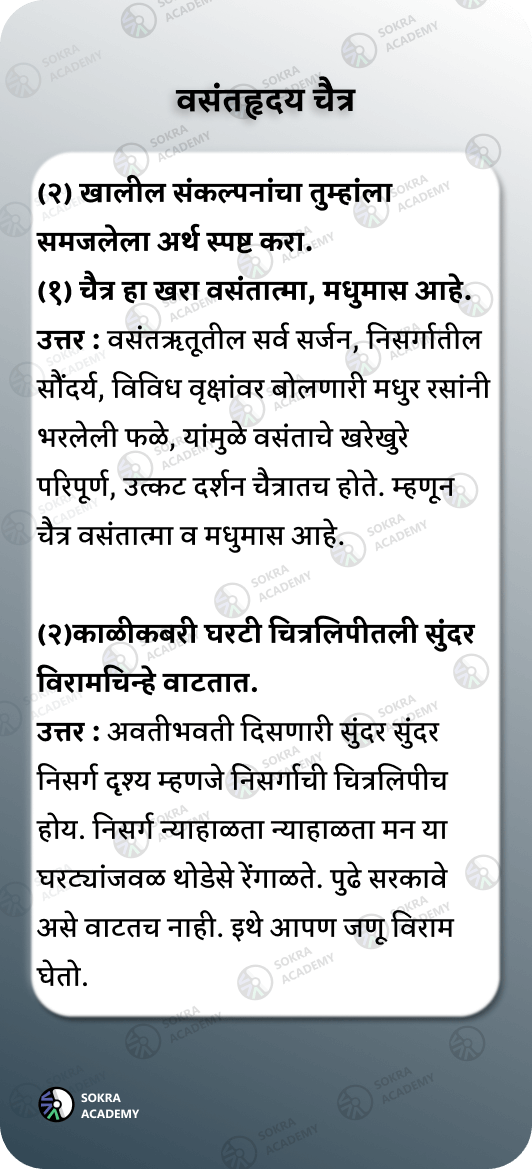 वसंतहृदय चैत्र
(२) खालील संकल्पनांचा तुम्हांला
समजलेला अर्थ स्पष्ट करा.
(१) चैत्र हा खरा वसंतात्मा, मधुमास आहे.
उत्तर : वसंतऋतूतील सर्व सर्जन, निसर्गातील
सौंदर्य, विविध वृक्षांवर बोलणारी मधुर रसांनी
भरलेली फळे, यांमुळे वसंताचे खरेखुरे
परिपूर्ण, उत्कट दर्शन चैत्रातच होते. म्हणून
चैत्र वसंतात्मा व मधुमास आहे.
(२)काळीकबरी घरटी चित्रलिपीतली सुंदर
विरामचिन्हे वाटतात.
उत्तर : अवतीभवती दिसणारी सुंदर सुंदर
निसर्ग दृश्य म्हणजे निसर्गाची चित्रलिपीच
होय. निसर्ग न्याहाळता न्याहाळता मन या
घरट्यांजवळ थोडेसे रेंगाळते. पुढे सरकावे
असे वाटतच नाही. इथे आपण जणू विराम
घेतो.
SOKRA
ACADEMY